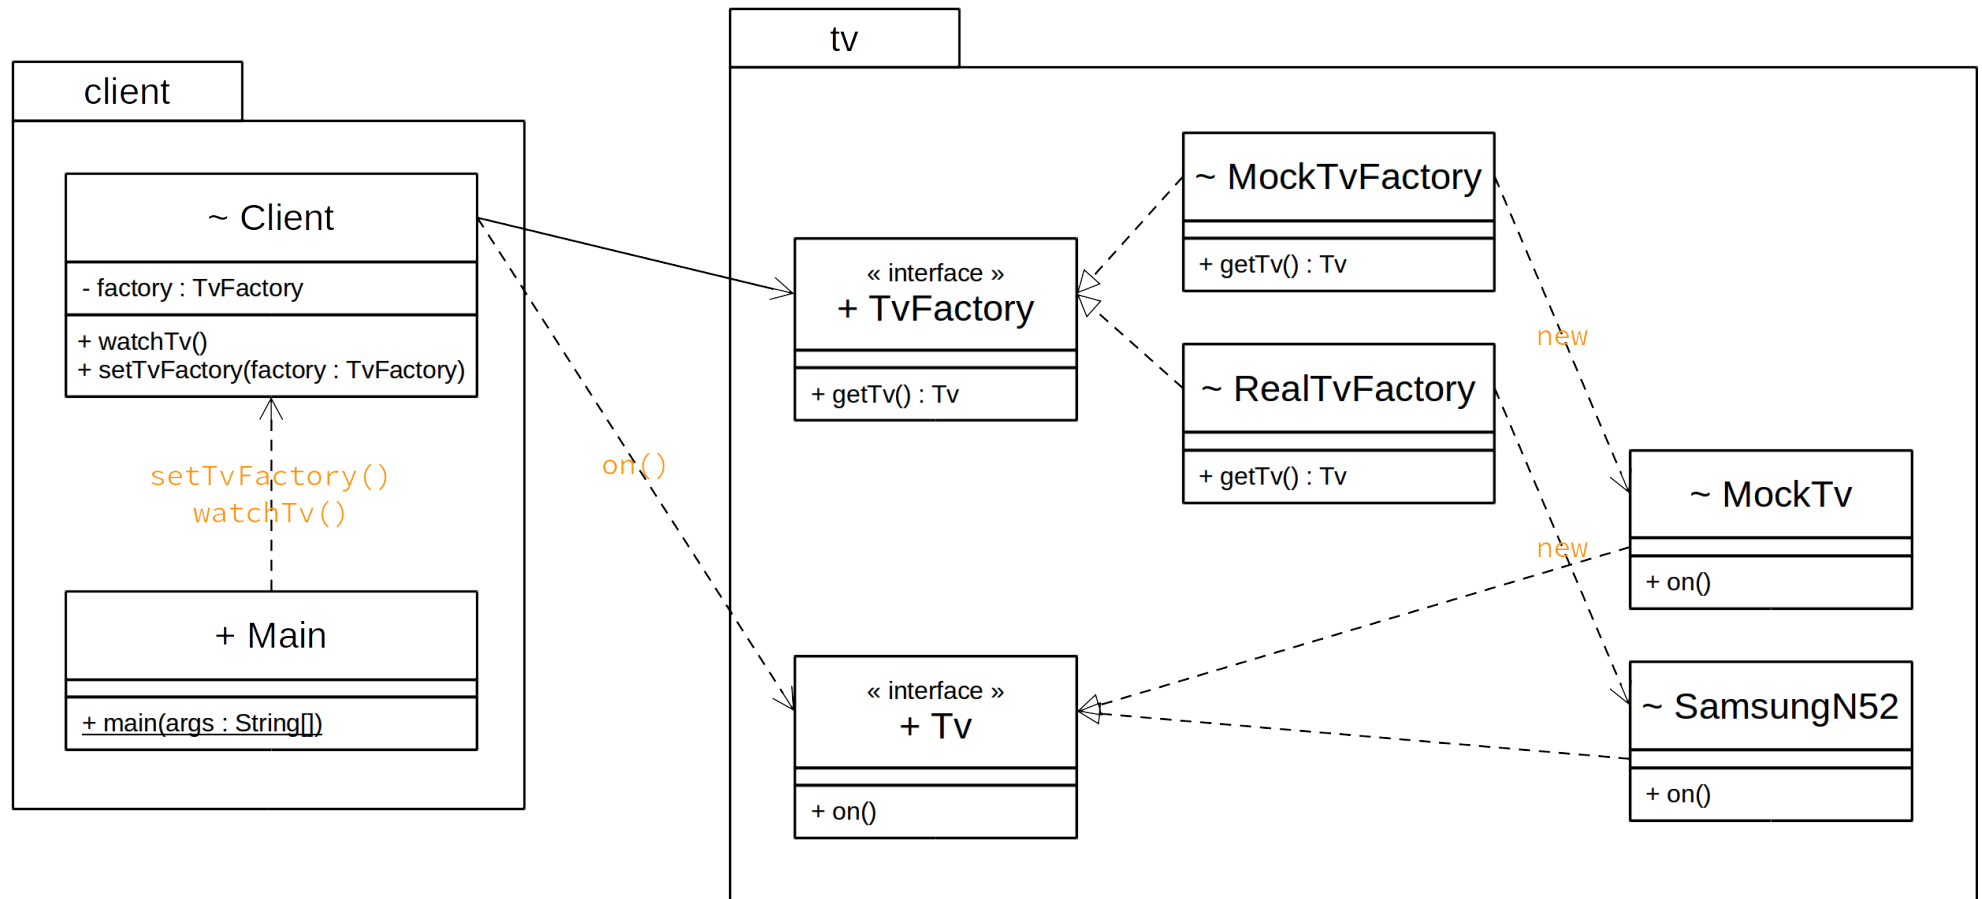 client
~ Client
- factory : TvFactory
+ watchTv()
+ setTvFactory(factory : TvFactory)
setTvFactory()
watchTv()
+ Main
+ main(args : String[])
on()
tv
« interface »
+ TvFactory
+ getTv() : Tv
~ MockTvFactory
+ getTv() : Tv
~ RealTvFactory
+ getTv() : Tv
new
new
~ MockTv
+ on()
~ SamsungN52
+ on()
« interface »
+ Tv
+ on()